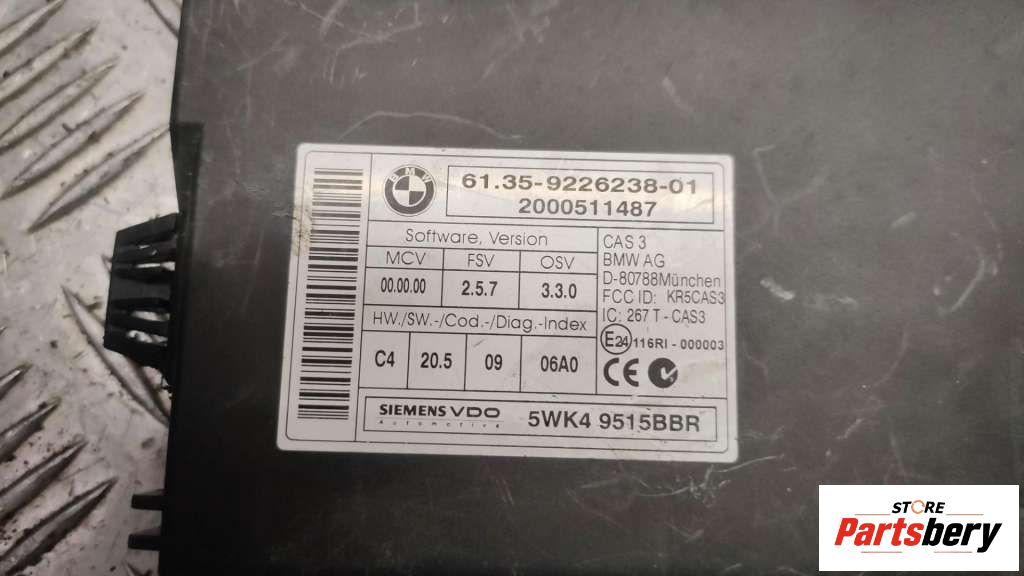 BMW
61.35-9226238-01
2000511487
Software, Version
MCV FSV OSV
00.00.00 2.5.7 3.3.0
HW./SW.-/Cod.-/Diag.-Index
C4 20.5 09 06A0
CAS 3
BMW AG
D-80788München
FCC ID: KR5CAS3
IC: 267 T - CAS3
E24 116RI - 000003
CE
SIEMENS VDO
Automotive
5WK4 9515BBR
STORE
Partsbery